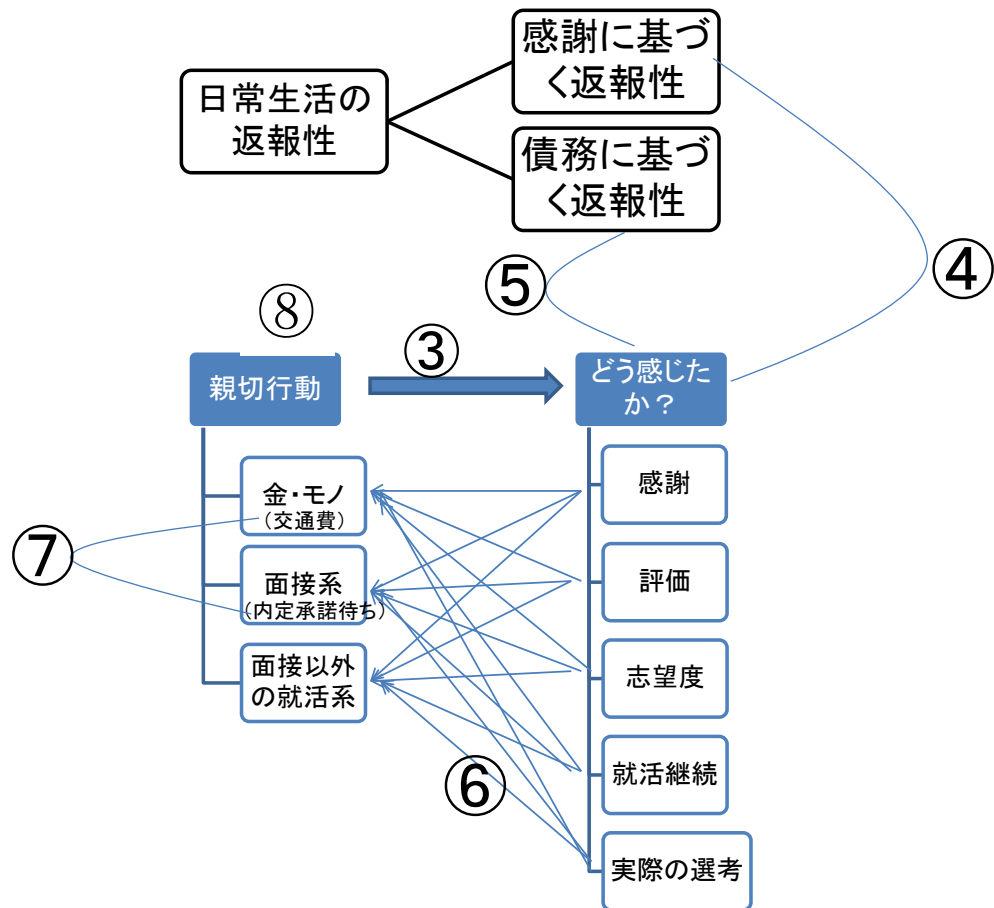 感謝に基づ
く返報性
日常生活の
返報性
債務に基づ
く返報性
④
⑤
⑧
③
親切行動
どう感じた
か？
金・モノ
（交通費）
感謝
⑦
面接系
（内定承諾待ち）
評価
面接以外
の就活系
志望度
⑥
就活継続
実際の選考